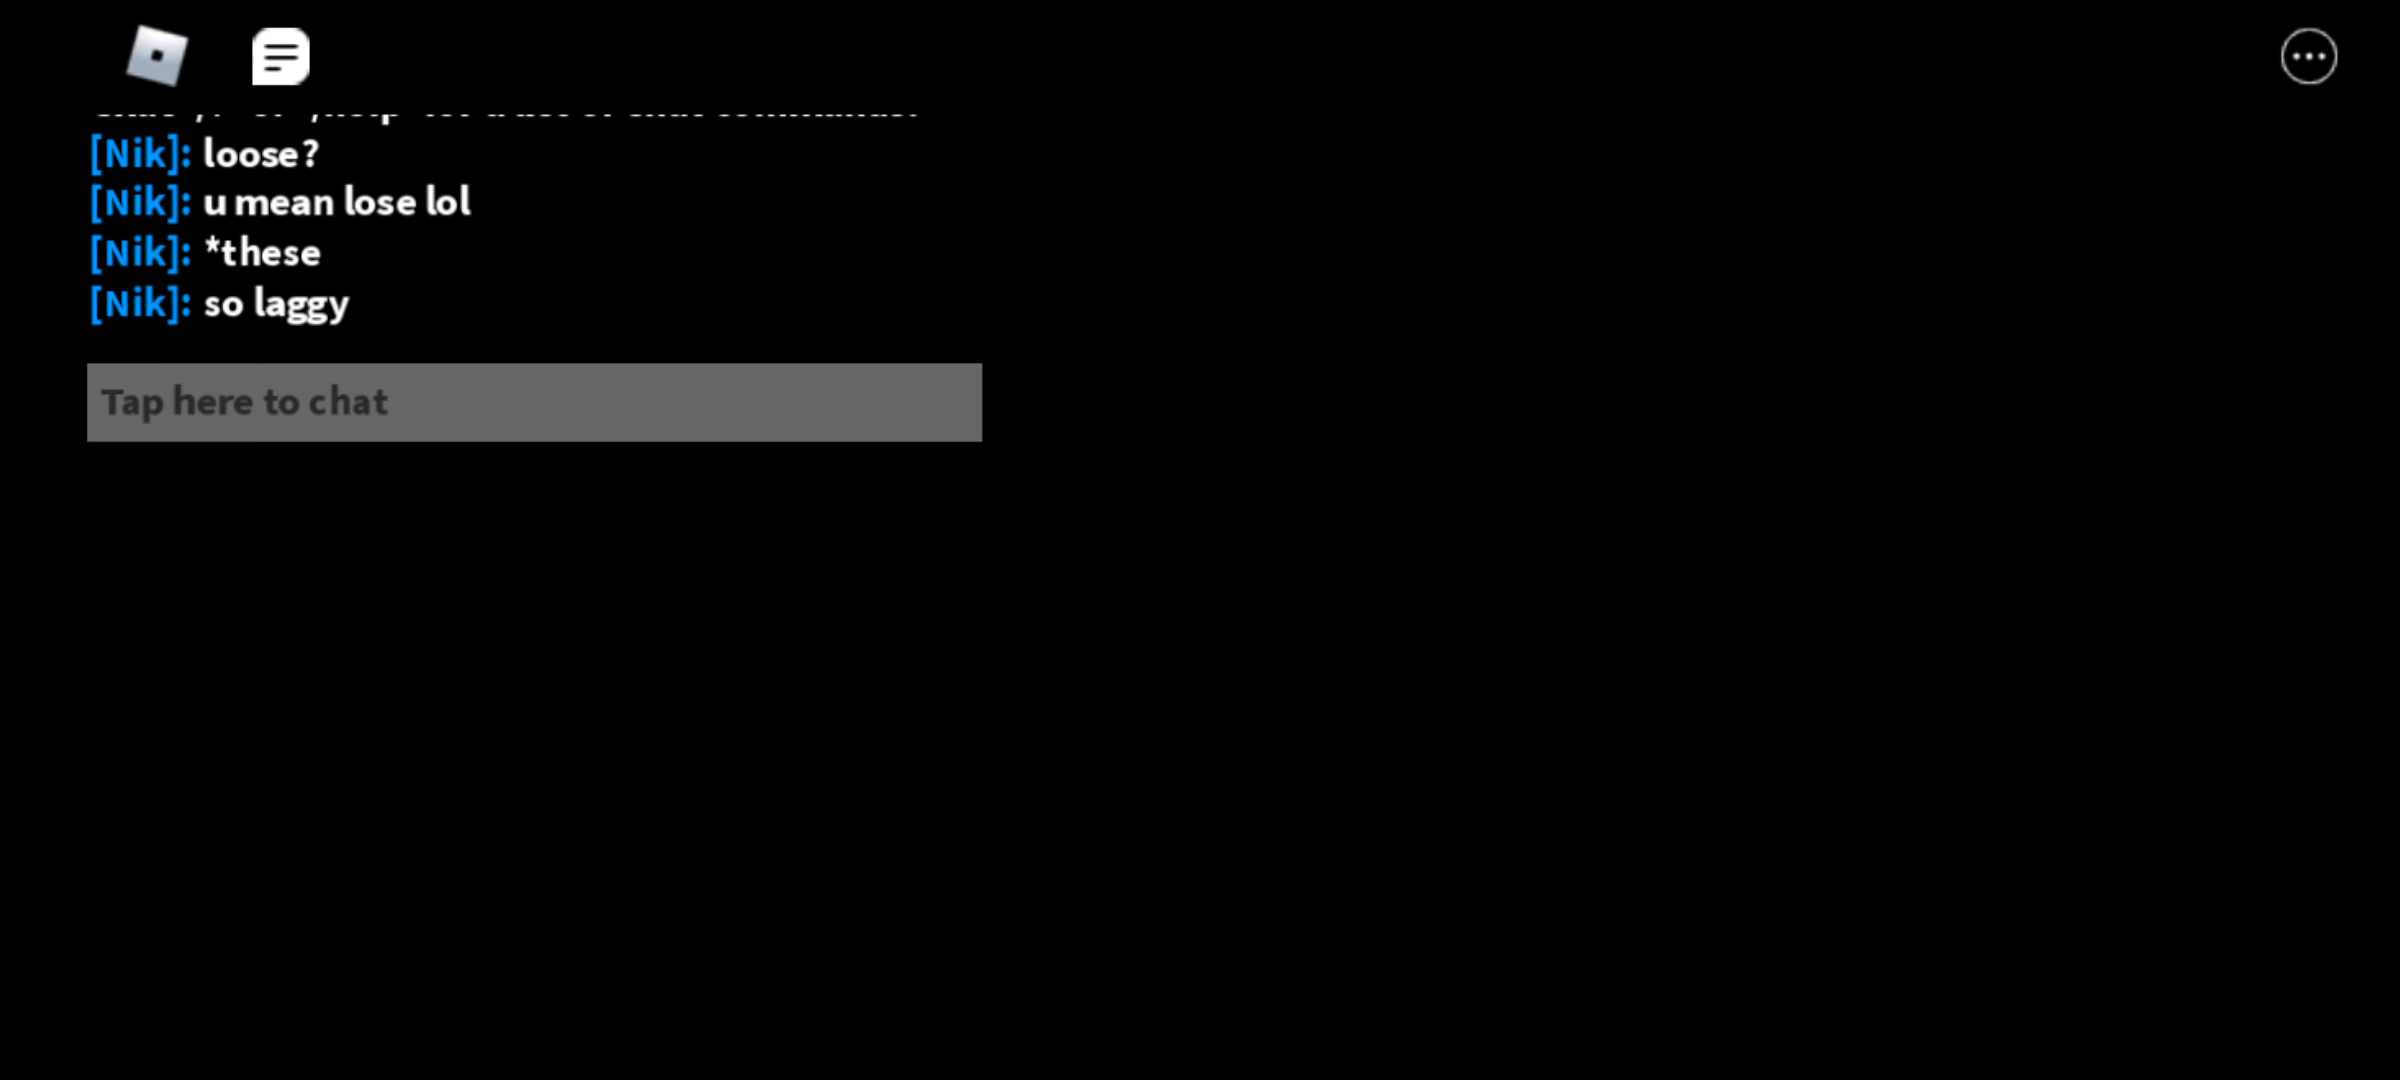 [Nik]: loose?
[Nik]: u mean lose lol
[Nik]: *these
[Nik]: so laggy
Tap here to chat